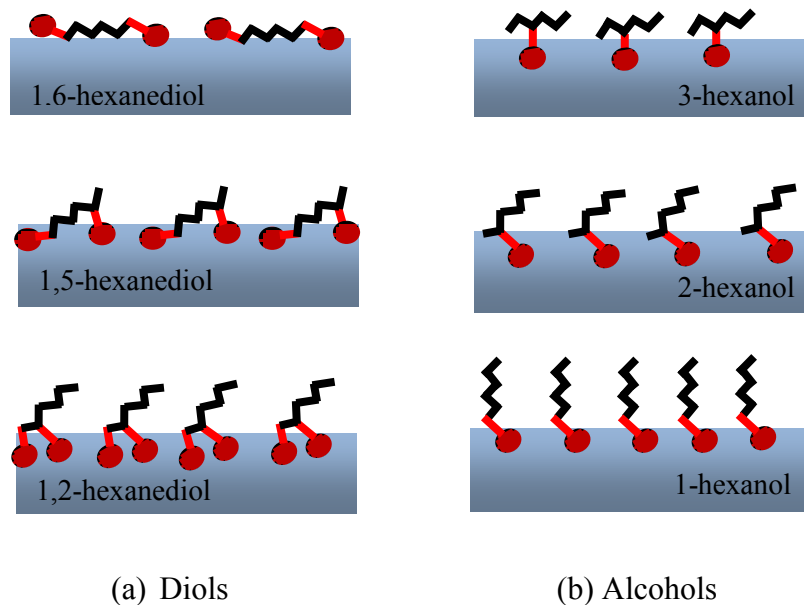 1,6-hexanediol
3-hexanol
1,5-hexanediol
2-hexanol
1,2-hexanediol
1-hexanol
(a) Diols
(b) Alcohols